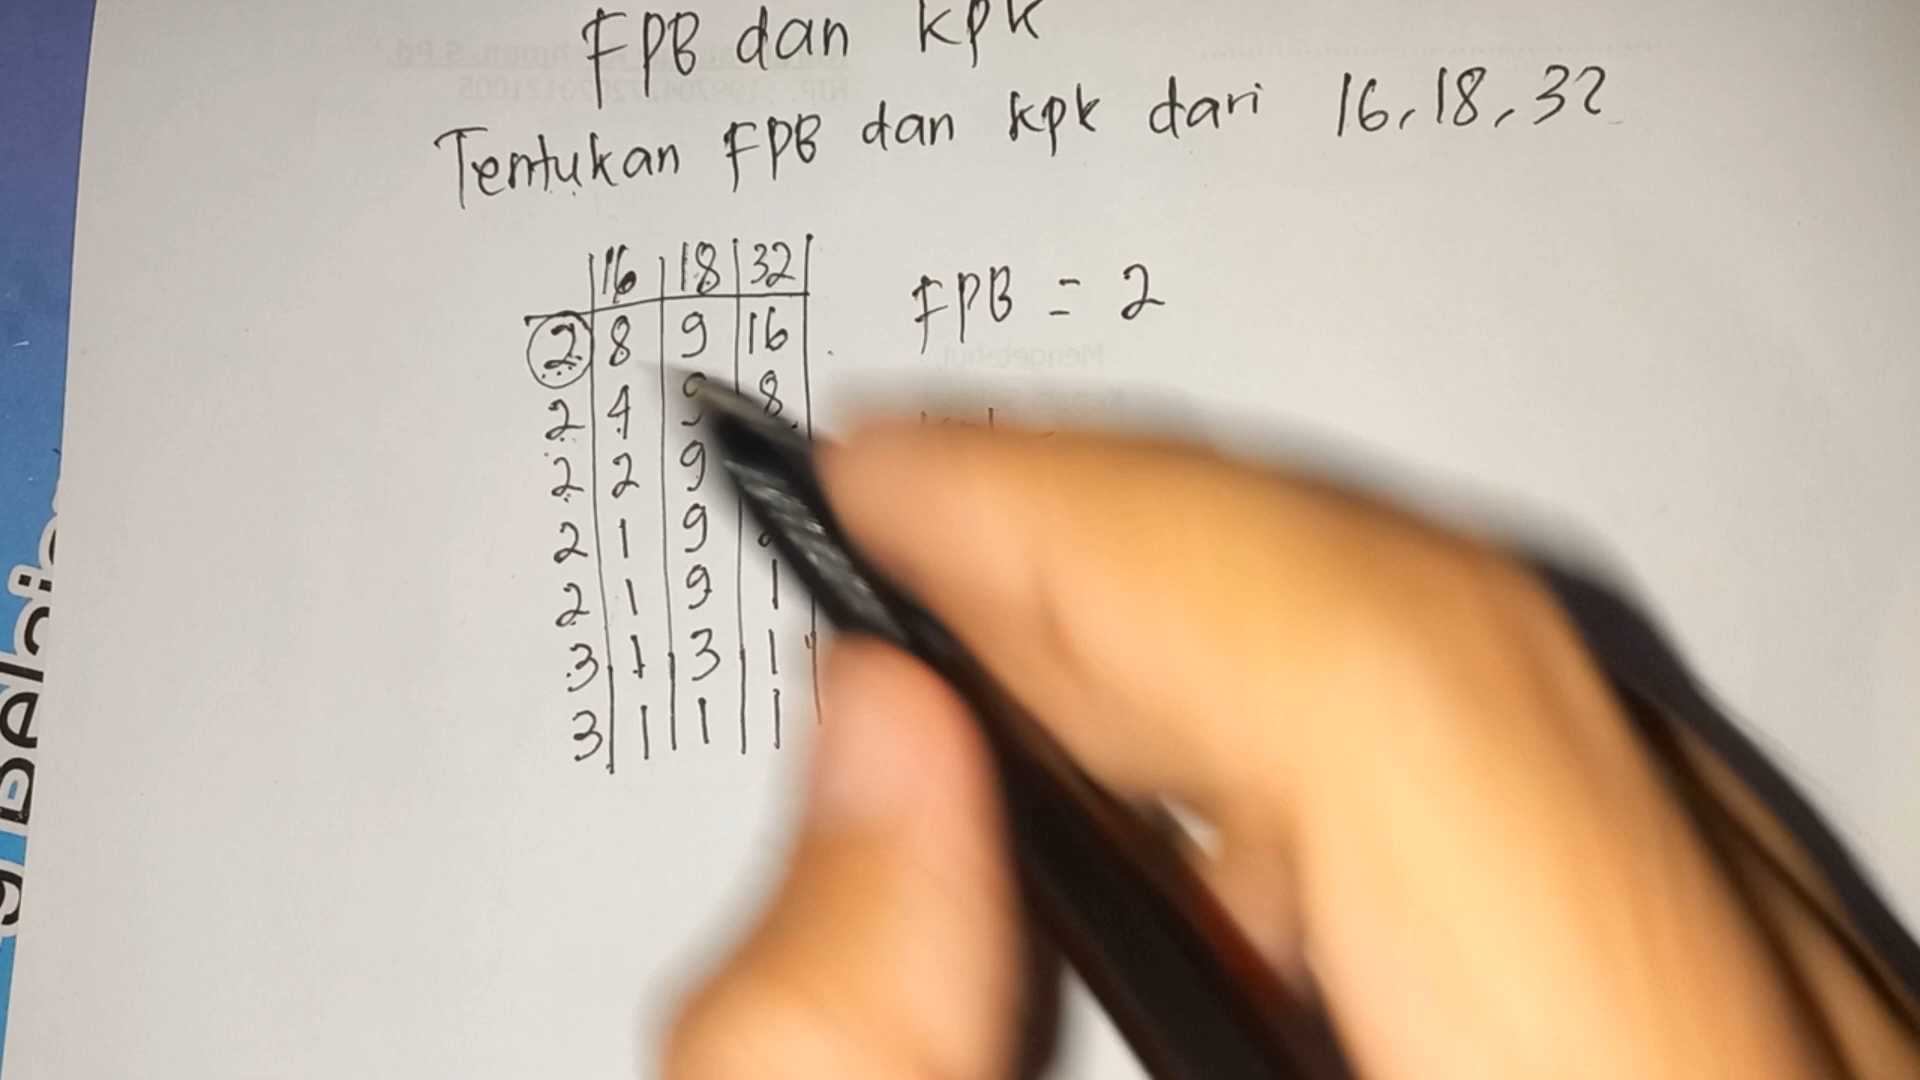 FPB dan kpk
Tentukan FPB dan kpk dari 16, 18, 32
16 18 32
2 8 9 16
2 4 9 8
2 2 9
2 1 9
2 1 9 1
3 1 3 1
3 1 1 1
FPB = 2